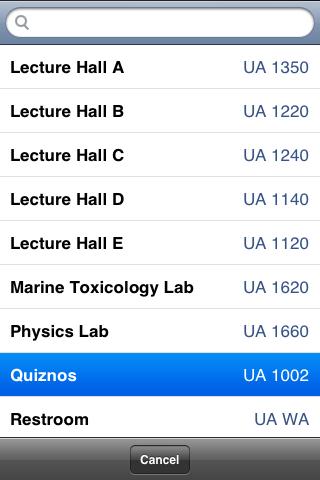 Lecture Hall A UA 1350
Lecture Hall B UA 1220
Lecture Hall C UA 1240
Lecture Hall D UA 1140
Lecture Hall E UA 1120
Marine Toxicology Lab UA 1620
Physics Lab UA 1660
Quiznos UA 1002
Restroom UA WA
Cancel